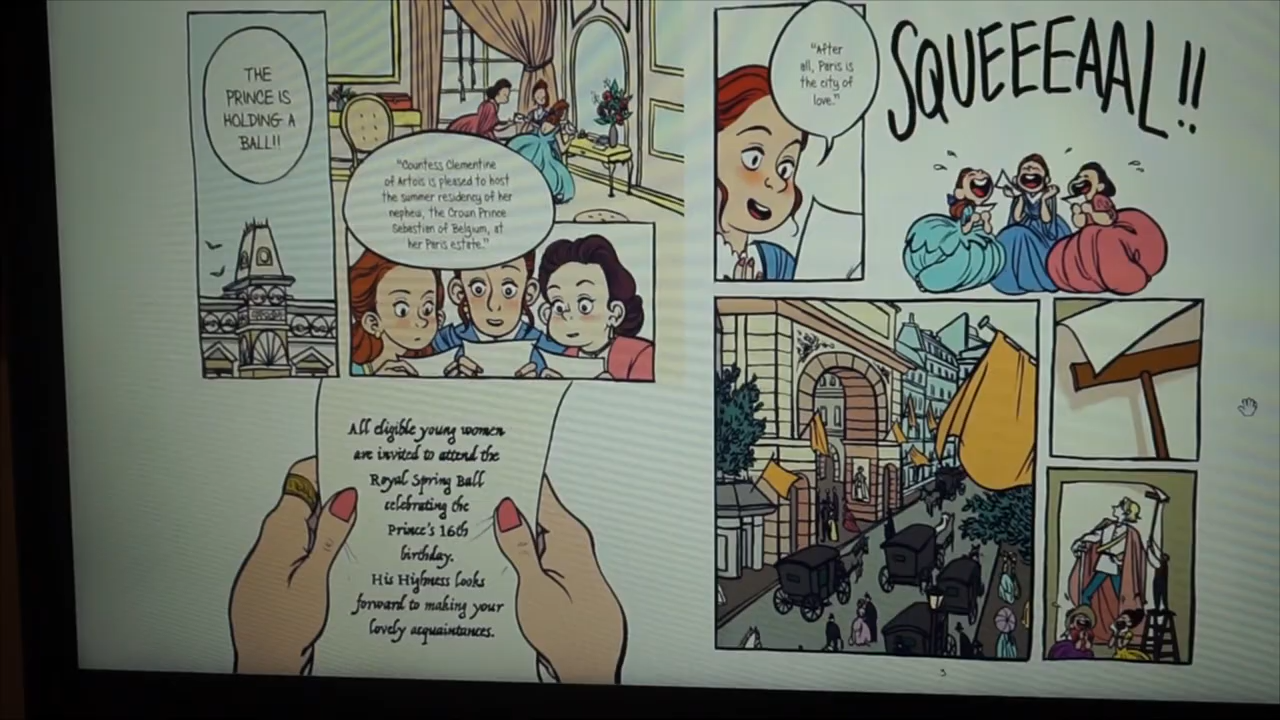 THE
PRINCE IS
HOLDING A
BALL!!
"Countess Clementine
of Artois is pleased to host
the summer residency of her
nephew, the Crown Prince
Sebastian of Belgium, at
her Paris estate."
All eligible young women
are invited to attend the
Royal Spring Ball
celebrating the
Prince's 16th
birthday.
His Highness looks
forward to making your
lovely acquaintances.
"After
all, Paris is
the city of
love."
SQUEEEAAL!!
3